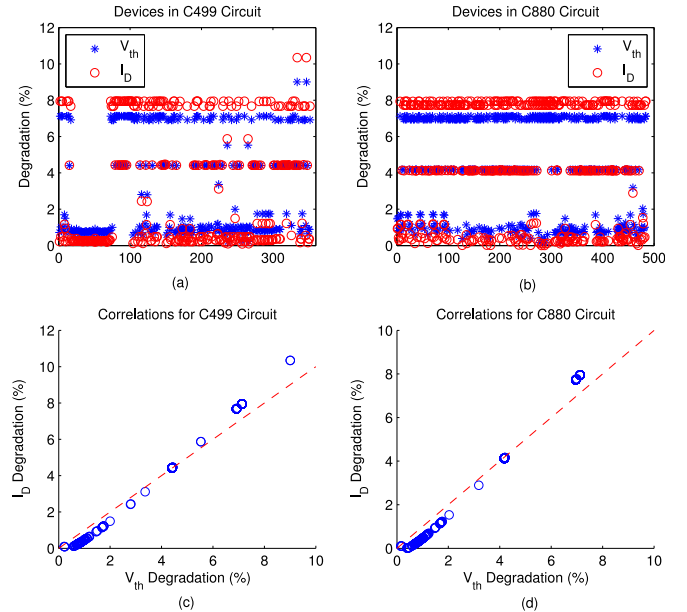 Devices in C499 Circuit
12
10
8
6
4
2
0
Degradation (%)
V_th
I_D
0 100 200 300
(a)
Devices in C880 Circuit
12
10
8
6
4
2
0
Degradation (%)
V_th
I_D
0 100 200 300 400 500
(b)
Correlations for C499 Circuit
12
10
8
6
4
2
0
I_D Degradation (%)
0 2 4 6 8 10
V_th Degradation (%)
(c)
Correlations for C880 Circuit
10
8
6
4
2
0
I_D Degradation (%)
0 2 4 6 8 10
V_th Degradation (%)
(d)